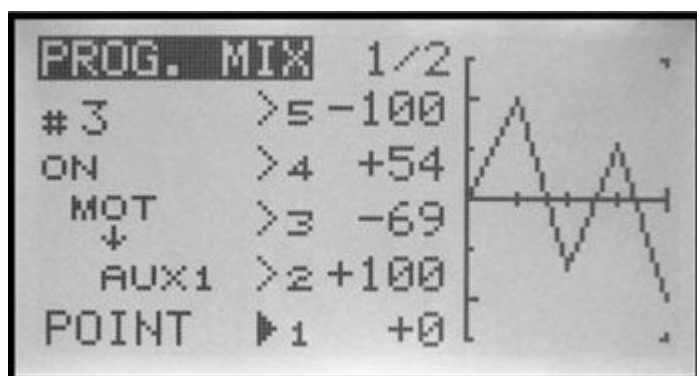 PROG. MIX 1/2
#3 >5 -100
ON >4 +54
MOT >3 -69
↓
AUX1 >2 +100
POINT ▶1 +0